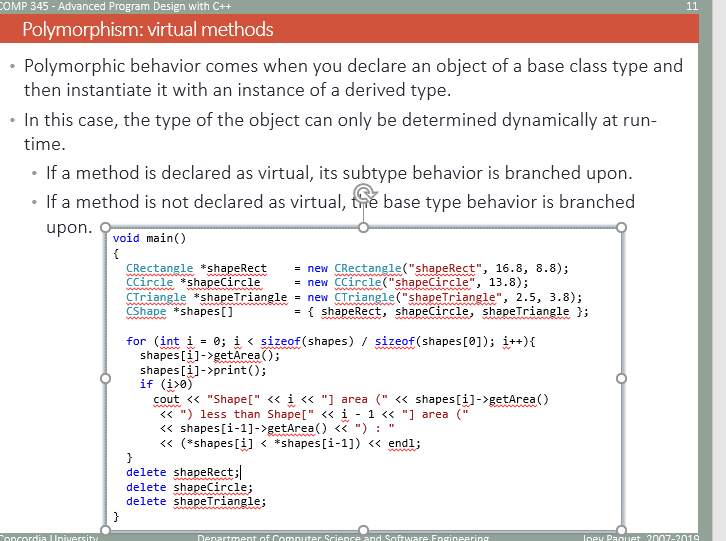 COMP 345 - Advanced Program Design with C++ 11
Polymorphism: virtual methods
• Polymorphic behavior comes when you declare an object of a base class type and
then instantiate it with an instance of a derived type.
• In this case, the type of the object can only be determined dynamically at run-
time.
• If a method is declared as virtual, its subtype behavior is branched upon.
• If a method is not declared as virtual, the base type behavior is branched
upon.
void main()
{
CRectangle *shapeRect = new CRectangle("shapeRect", 16.8, 8.8);
CCircle *shapeCircle = new CCircle("shapeCircle", 13.8);
CTriangle *shapeTriangle = new CTriangle("shapeTriangle", 2.5, 3.8);
CShape *shapes[] = { shapeRect, shapeCircle, shapeTriangle };
for (int i = 0; i < sizeof(shapes) / sizeof(shapes[0]); i++){
shapes[i]->getArea();
shapes[i]->print();
if (i>0)
cout << "Shape[" << i << "] area (" << shapes[i]->getArea()
<< ") less than Shape[" << i - 1 << "] area ("
<< shapes[i-1]->getArea() << ") : "
<< (*shapes[i] < *shapes[i-1]) << endl;
}
delete shapeRect;
delete shapeCircle;
delete shapeTriangle;
}
Concordia University Department of Computer Science and Software Engineering Joey Paquet, 2007-2019